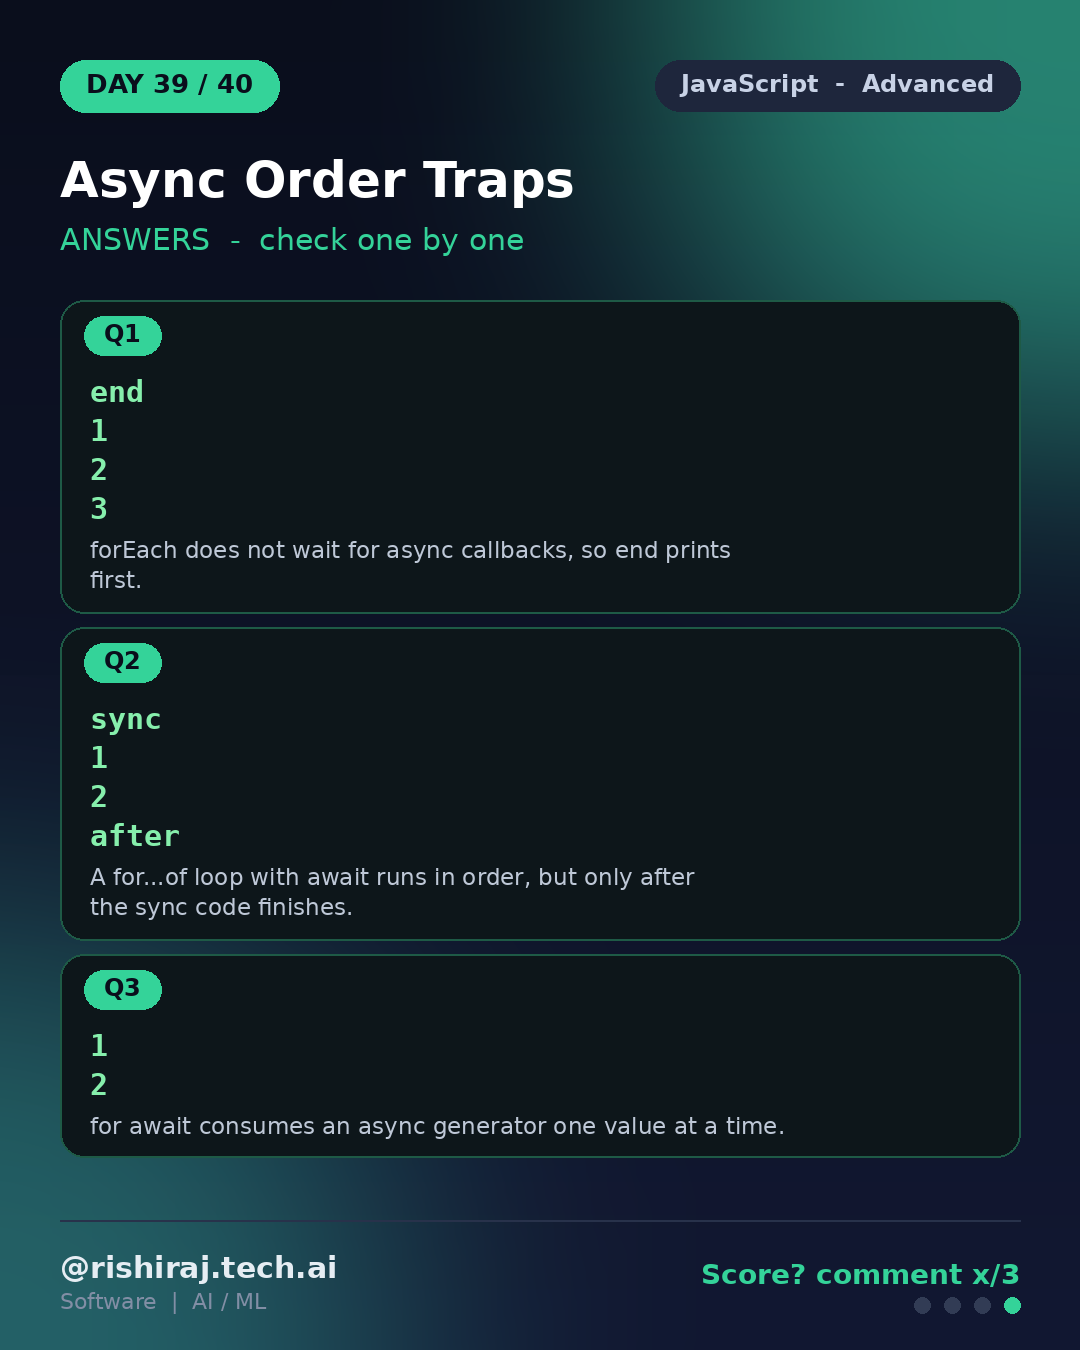 DAY 39 / 40
JavaScript - Advanced
Async Order Traps
ANSWERS - check one by one
Q1
end
1
2
3
forEach does not wait for async callbacks, so end prints
first.
Q2
sync
1
2
after
A for...of loop with await runs in order, but only after
the sync code finishes.
Q3
1
2
for await consumes an async generator one value at a time.
@rishiraj.tech.ai
Software | AI / ML
Score? comment x/3